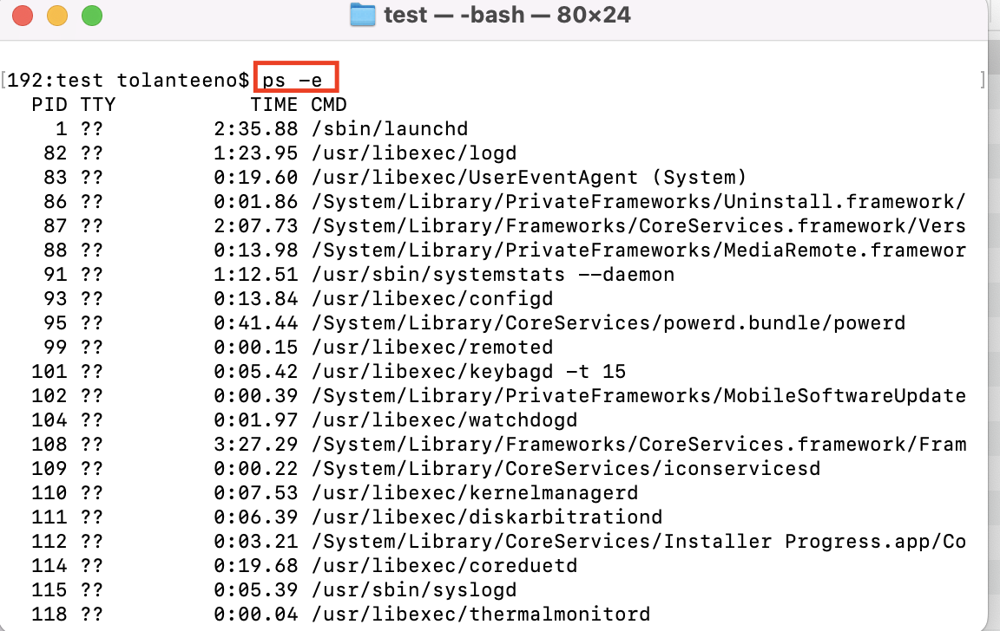 test — -bash — 80×24
[192:test tolanteeno$ ps -e ]
PID TTY TIME CMD
1 ?? 2:35.88 /sbin/launchd
82 ?? 1:23.95 /usr/libexec/logd
83 ?? 0:19.60 /usr/libexec/UserEventAgent (System)
86 ?? 0:01.86 /System/Library/PrivateFrameworks/Uninstall.framework/
87 ?? 2:07.73 /System/Library/Frameworks/CoreServices.framework/Vers
88 ?? 0:13.98 /System/Library/PrivateFrameworks/MediaRemote.framewor
91 ?? 1:12.51 /usr/sbin/systemstats --daemon
93 ?? 0:13.84 /usr/libexec/configd
95 ?? 0:41.44 /System/Library/CoreServices/powerd.bundle/powerd
99 ?? 0:00.15 /usr/libexec/remoted
101 ?? 0:05.42 /usr/libexec/keybagd -t 15
102 ?? 0:00.39 /System/Library/PrivateFrameworks/MobileSoftwareUpdate
104 ?? 0:01.97 /usr/libexec/watchdogd
108 ?? 3:27.29 /System/Library/Frameworks/CoreServices.framework/Fram
109 ?? 0:00.22 /System/Library/CoreServices/iconservicesd
110 ?? 0:07.53 /usr/libexec/kernelmanagerd
111 ?? 0:06.39 /usr/libexec/diskarbitrationd
112 ?? 0:03.21 /System/Library/CoreServices/Installer Progress.app/Co
114 ?? 0:19.68 /usr/libexec/coreduetd
115 ?? 0:05.39 /usr/sbin/syslogd
118 ?? 0:00.04 /usr/libexec/thermalmonitord